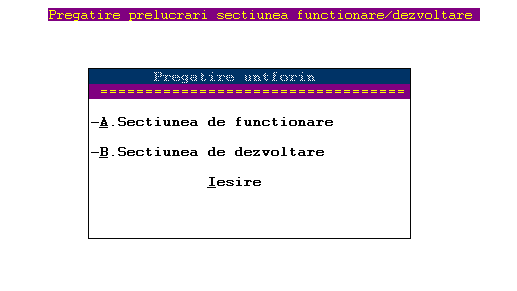 Pregatire prelucrari sectiunea functionare/dezvoltare
Pregatire untforin
==================================
-A.Sectiunea de functionare
-B.Sectiunea de dezvoltare
Iesire